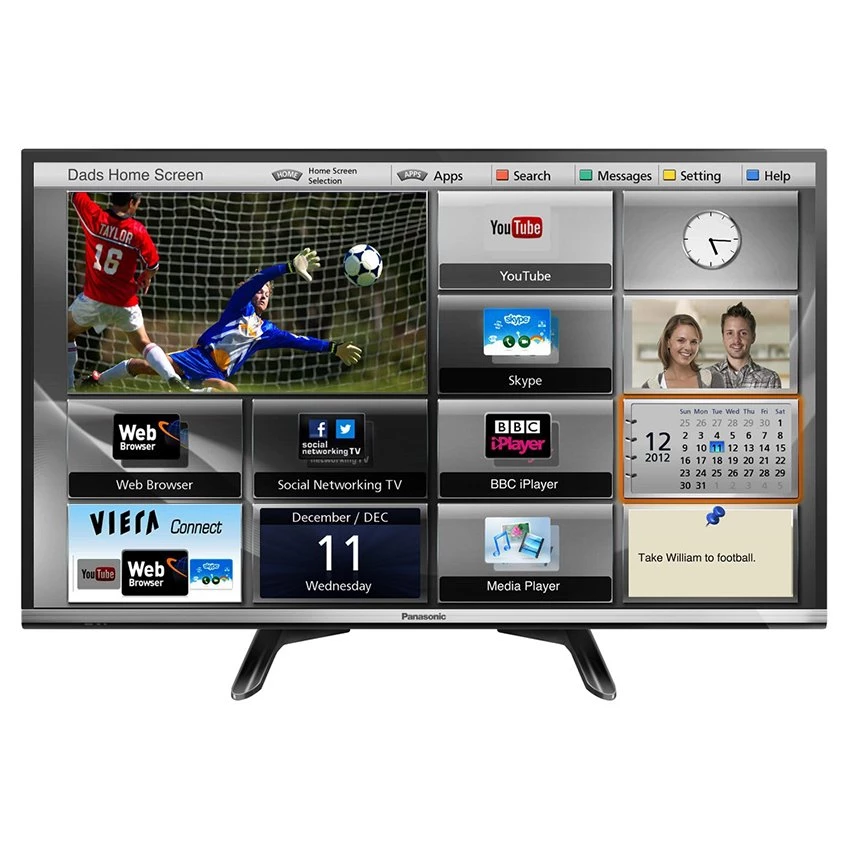 Dads Home Screen
HOME
Home Screen
Selection
APPS
Apps
Search
Messages
Setting
Help
TAYLOR
16
YouTube
YouTube
skype
Skype
Web
Browser
Web Browser
social
networking TV
Social Networking TV
BBC
iPlayer
BBC iPlayer
12
2012
Sun Mon Tue Wed Thu Fri Sat
25 26 27 28 29 30 1
2 3 4 5 6 7 8
9 10 11 12 13 14 15
16 17 18 19 20 21 22
23 24 25 26 27 28 29
30 31 1 2 3 4 5
VIERA Connect
YouTube
Web
Browser
skype
December / DEC
11
Wednesday
Media Player
Take William to football.
Panasonic